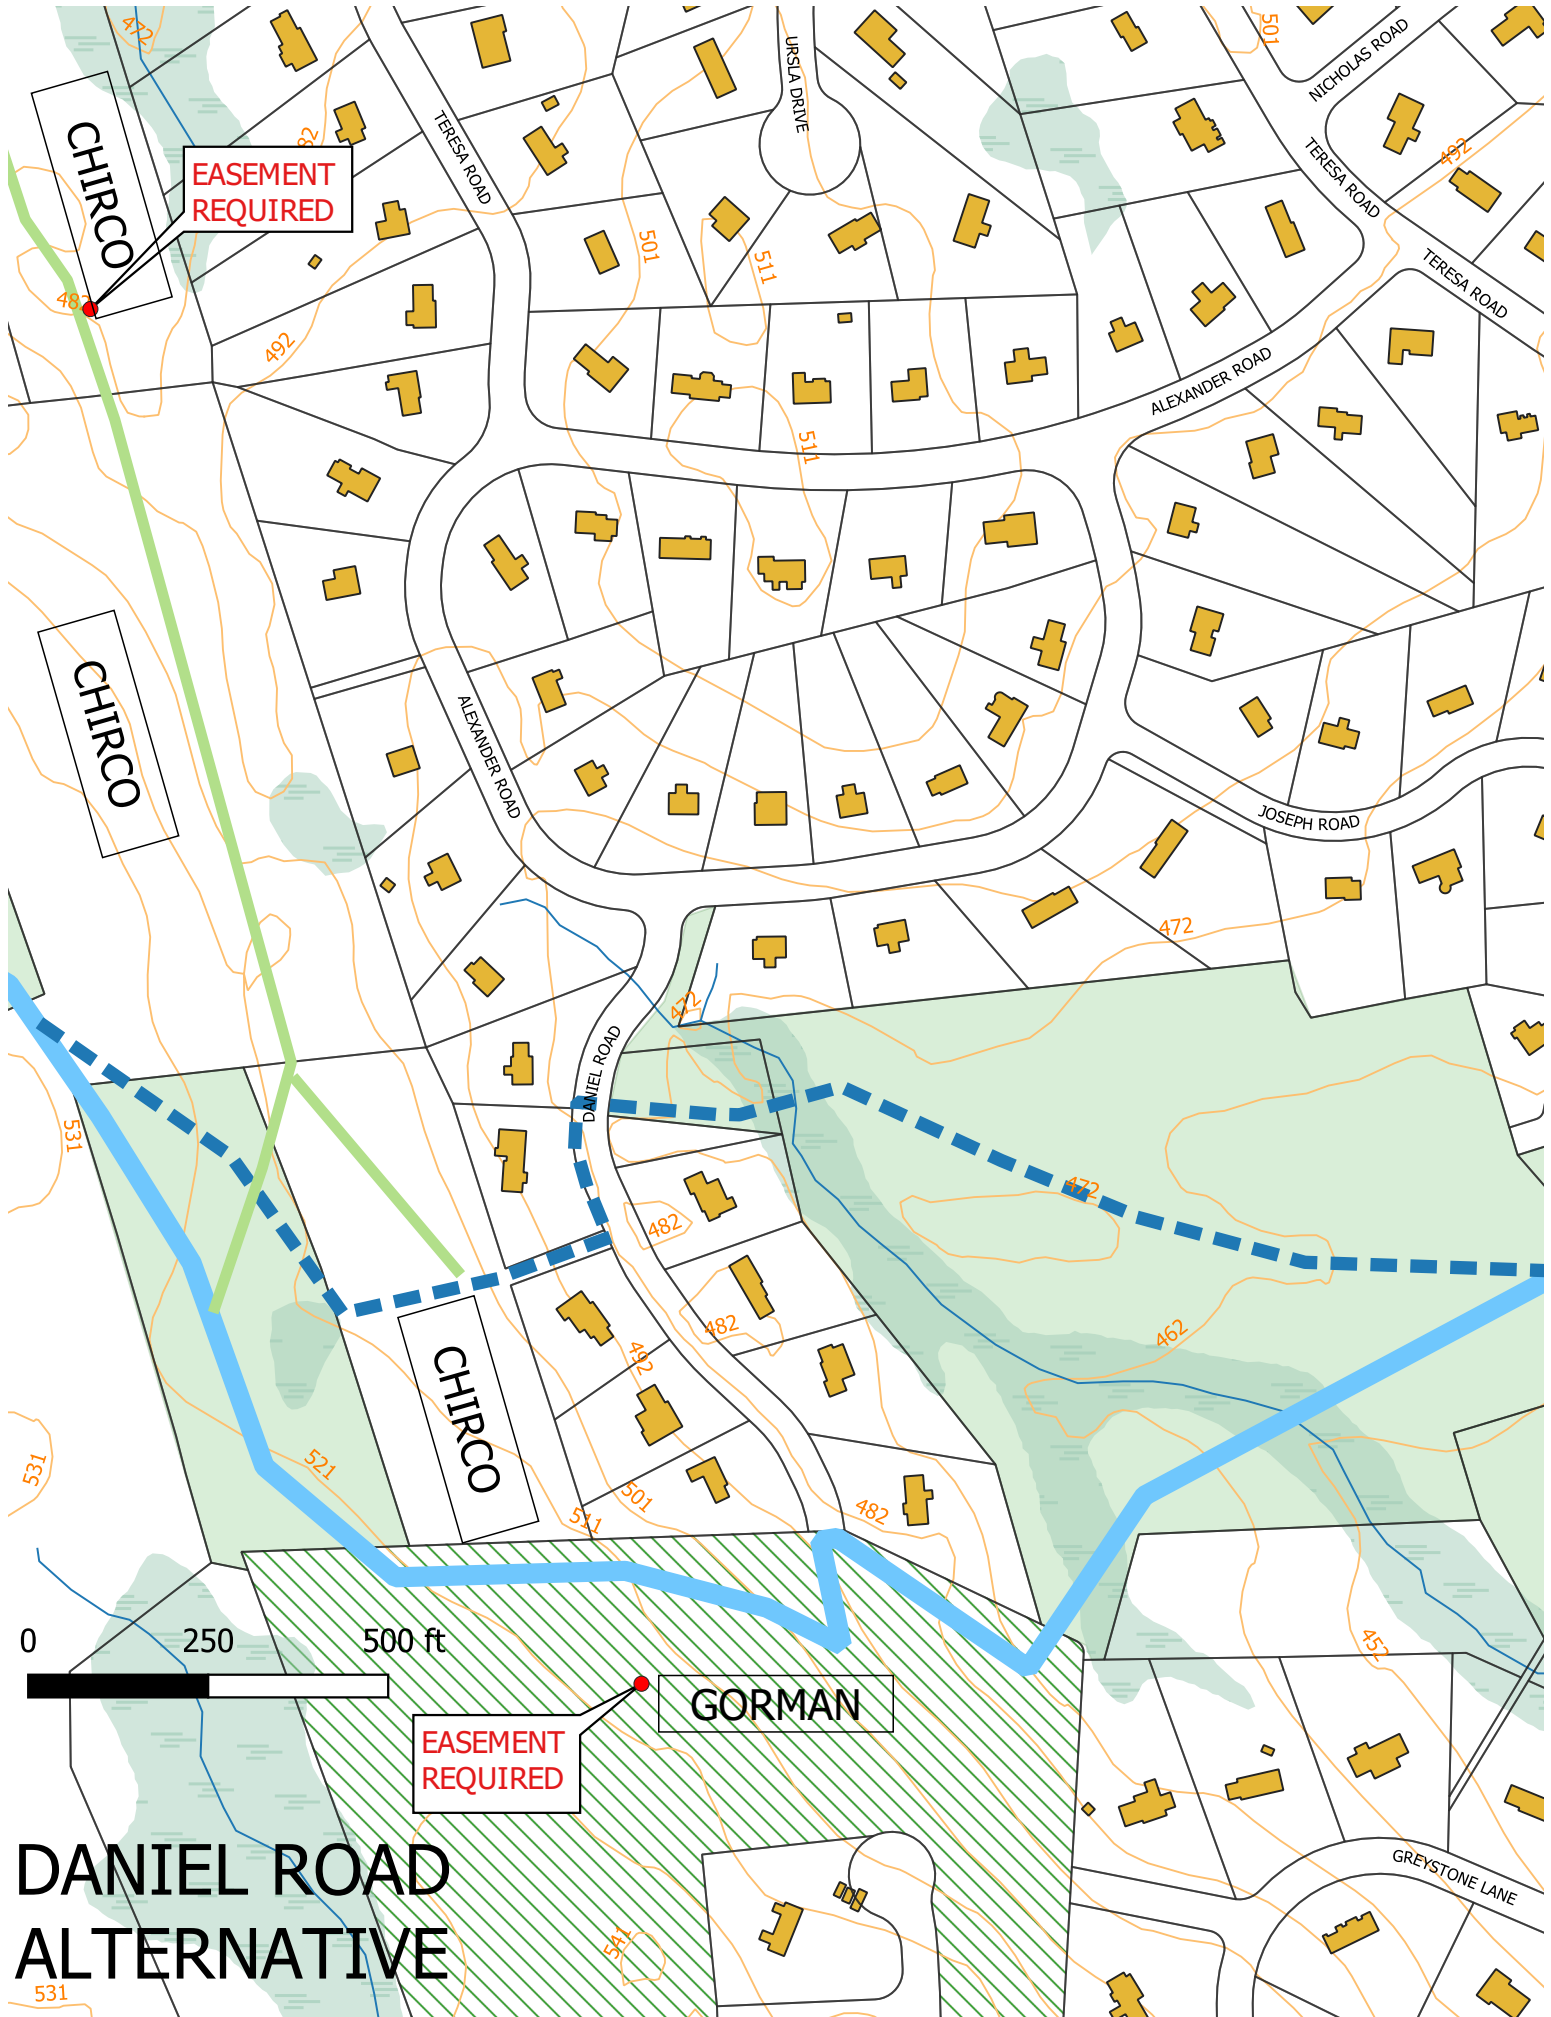 472
501
URSLA DRIVE
NICHOLAS ROAD
TERESA ROAD
CHIRCO
EASEMENT
REQUIRED
82
TERESA ROAD
492
501
511
TERESA ROAD
482
492
ALEXANDER ROAD
511
CHIRCO
ALEXANDER ROAD
JOSEPH ROAD
472
472
DANIEL ROAD
531
472
482
482
462
492
CHIRCO
531
521
501
511
482
0 250 500 ft
452
GORMAN
EASEMENT
REQUIRED
GREYSTONE LANE
DANIEL ROAD
ALTERNATIVE
541
531